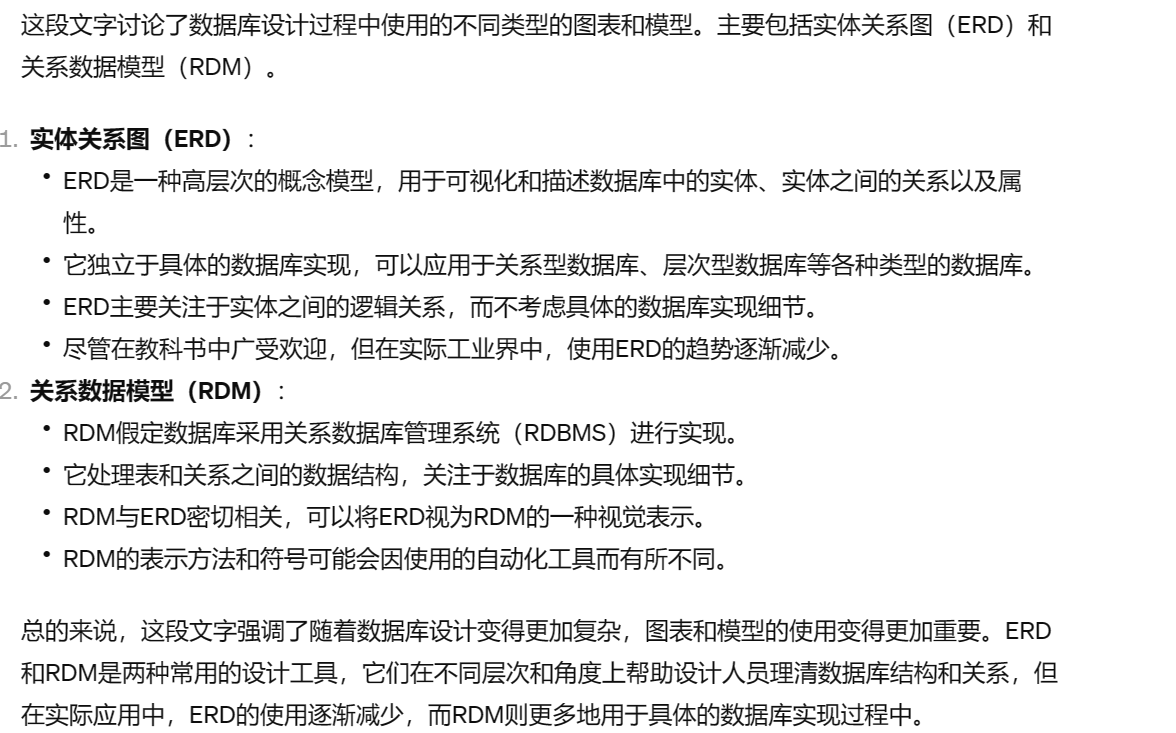 这段文字讨论了数据库设计过程中使用的不同类型的图表和模型。主要包括实体关系图（ERD）和
关系数据模型（RDM）。
1. 实体关系图（ERD）：
• ERD是一种高层次的概念模型，用于可视化和描述数据库中的实体、实体之间的关系以及属
性。
• 它独立于具体的数据库实现，可以应用于关系型数据库、层次型数据库等各种类型的数据库。
• ERD主要关注于实体之间的逻辑关系，而不考虑具体的数据库实现细节。
• 尽管在教科书中广受欢迎，但在实际工业界中，使用ERD的趋势逐渐减少。
2. 关系数据模型（RDM）：
• RDM假定数据库采用关系数据库管理系统（RDBMS）进行实现。
• 它处理表和关系之间的数据结构，关注于数据库的具体实现细节。
• RDM与ERD密切相关，可以将ERD视为RDM的一种视觉表示。
• RDM的表示方法和符号可能会因使用的自动化工具而有所不同。
总的来说，这段文字强调了随着数据库设计变得更加复杂，图表和模型的使用变得更加重要。ERD
和RDM是两种常用的设计工具，它们在不同层次和角度上帮助设计人员理清数据库结构和关系，但
在实际应用中，ERD的使用逐渐减少，而RDM则更多地用于具体的数据库实现过程中。